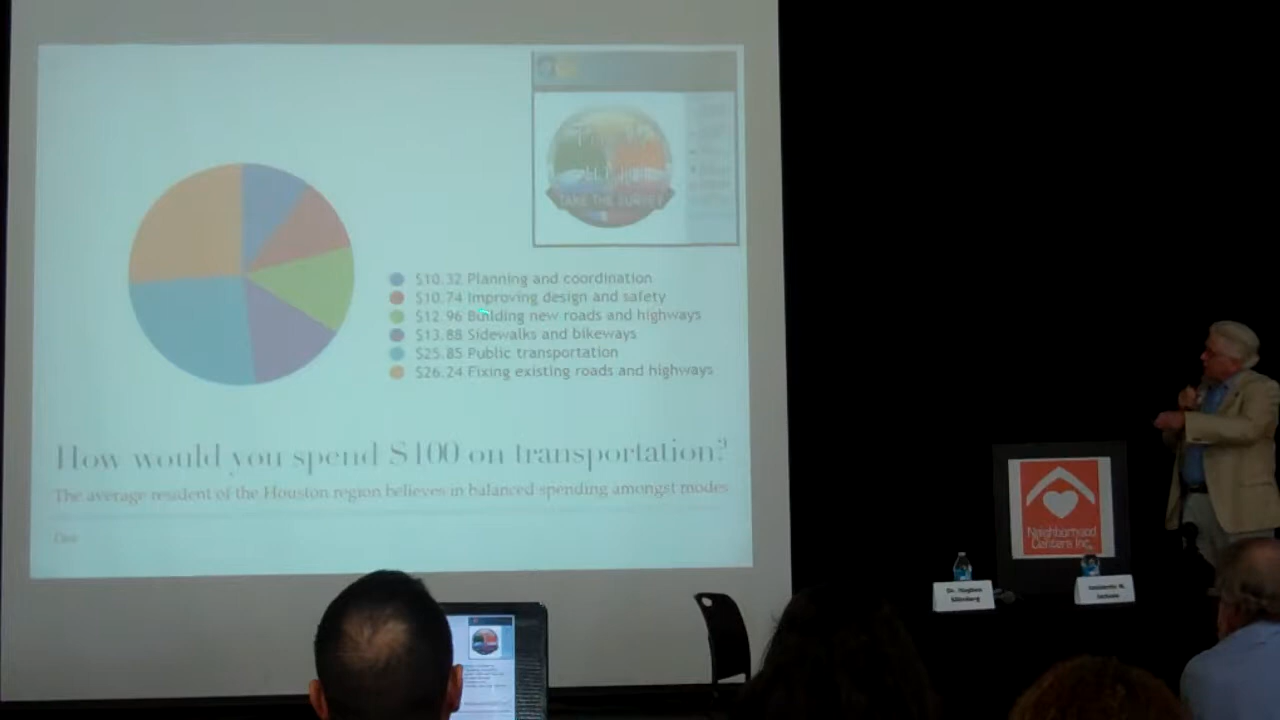 TAKE THE SURVEY
$10.32 Planning and coordination
$10.74 Improving design and safety
$12.96 Building new roads and highways
$13.88 Sidewalks and bikeways
$25.85 Public transportation
$26.24 Fixing existing roads and highways
How would you spend $100 on transportation?
The average resident of the Houston region believes in balanced spending amongst modes
Neighborhood
Centers Inc.
Dr. Stephen
Klineberg